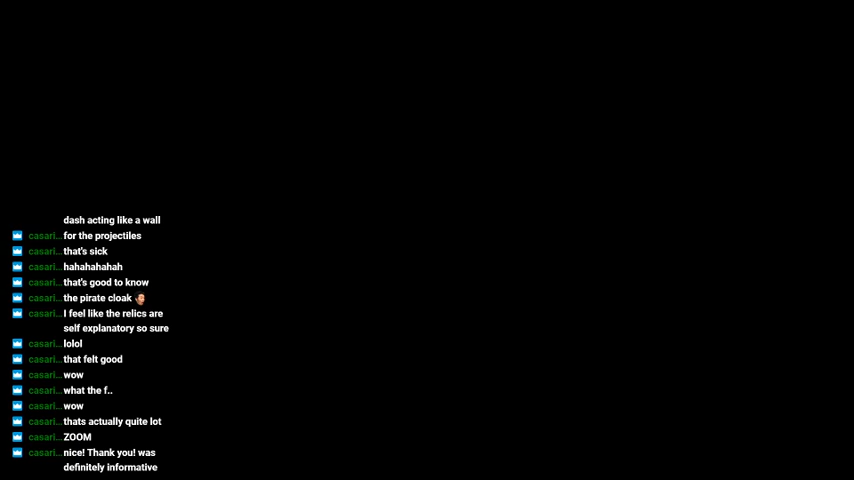 dash acting like a wall
casari... for the projectiles
casari... that's sick
casari... hahahahahah
casari... that's good to know
casari... the pirate cloak
casari... I feel like the relics are
self explanatory so sure
casari... lolol
casari... that felt good
casari... wow
casari... what the f..
casari... wow
casari... thats actually quite lot
casari... ZOOM
casari... nice! Thank you! was
definitely informative